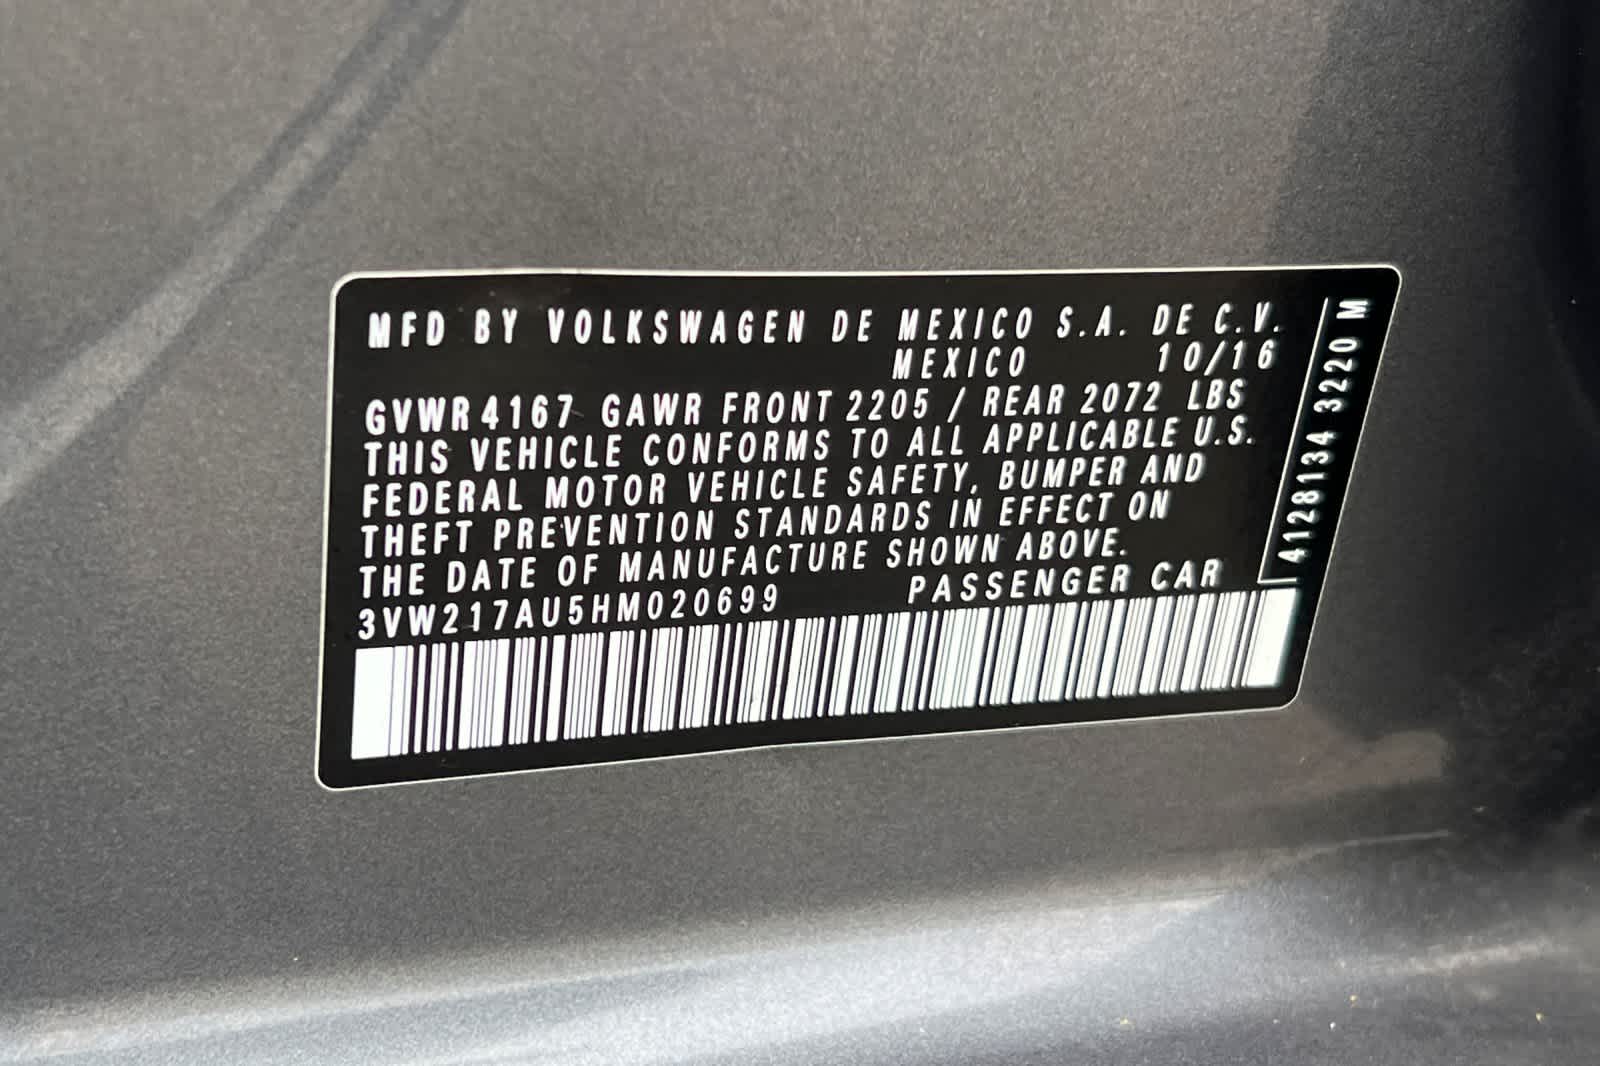 MFD BY VOLKSWAGEN DE MEXICO S.A. DE C.V.
MEXICO 10/16
GVWR 4167 GAWR FRONT 2205 / REAR 2072 LBS
THIS VEHICLE CONFORMS TO ALL APPLICABLE U.S.
FEDERAL MOTOR VEHICLE SAFETY, BUMPER AND
THEFT PREVENTION STANDARDS IN EFFECT ON
THE DATE OF MANUFACTURE SHOWN ABOVE.
3VW217AU5HM020699 PASSENGER CAR
4128134 3220 M